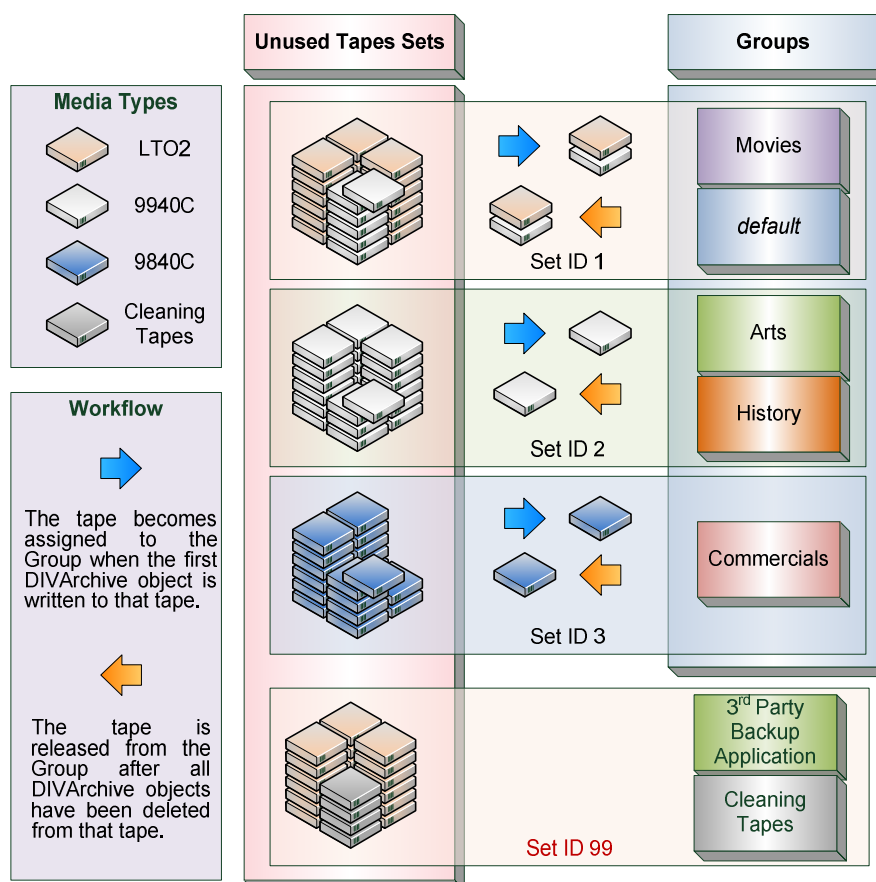 Unused Tapes Sets
Groups
Media Types
LTO2
9940C
9840C
Cleaning
Tapes
Workflow
The tape becomes
assigned to the
Group when the first
DIVArchive object is
written to that tape.
The tape is
released from the
Group after all
DIVArchive objects
have been deleted
from that tape.
Movies
default
Set ID 1
Arts
History
Set ID 2
Commercials
Set ID 3
3rd Party
Backup
Application
Cleaning
Tapes
Set ID 99